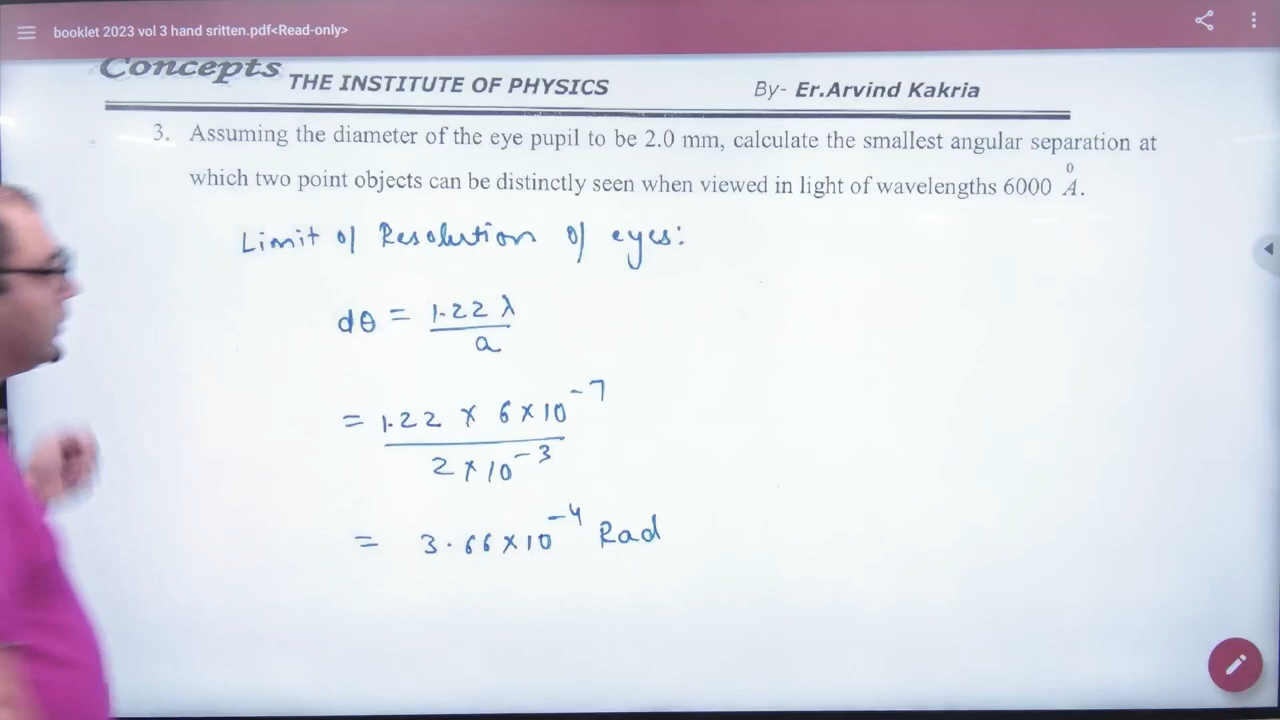 booklet 2023 vol 3 hand sritten.pdf<Read-only>
Concepts THE INSTITUTE OF PHYSICS By- Er.Arvind Kakria
3. Assuming the diameter of the eye pupil to be 2.0 mm, calculate the smallest angular separation at
which two point objects can be distinctly seen when viewed in light of wavelengths 6000 A⁰.
Limit of Resolution of eyes:
dθ = 1.22 λ
a
= 1.22 × 6×10⁻⁷
2×10⁻³
= 3.66×10⁻⁴ Rad